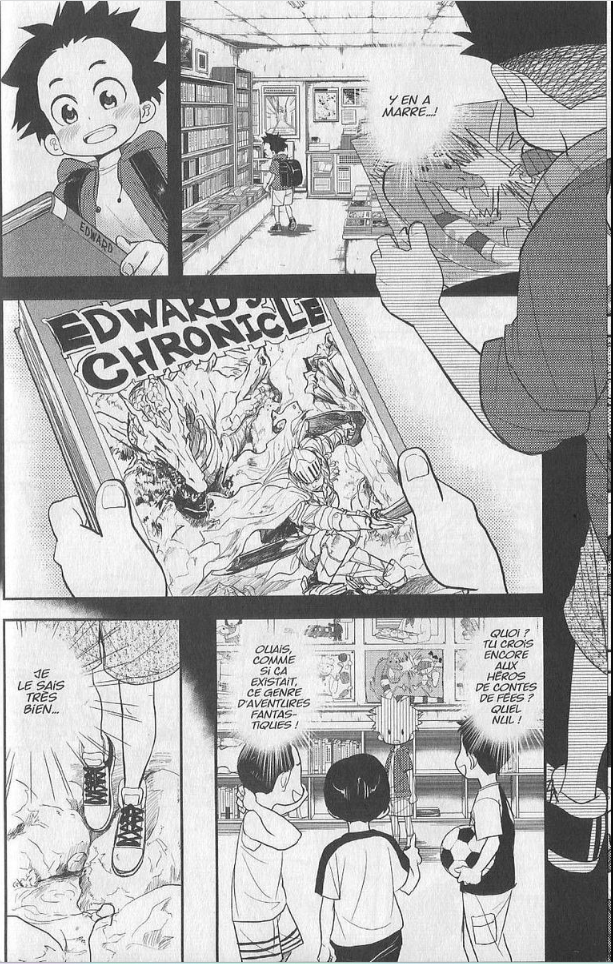 Y EN A
MARRE...!
EDWARD
EDWARD'S
CHRONICLE
QUOI ?
TU CROIS
ENCORE
AUX
HÉROS
DE CONTES
DE FÉES ?
QUEL
NUL !
OUAIS,
COMME
SI ÇA
EXISTAIT,
CE GENRE
D'AVENTURES
FANTAS-
TIQUES !
JE
LE SAIS
TRÈS
BIEN...